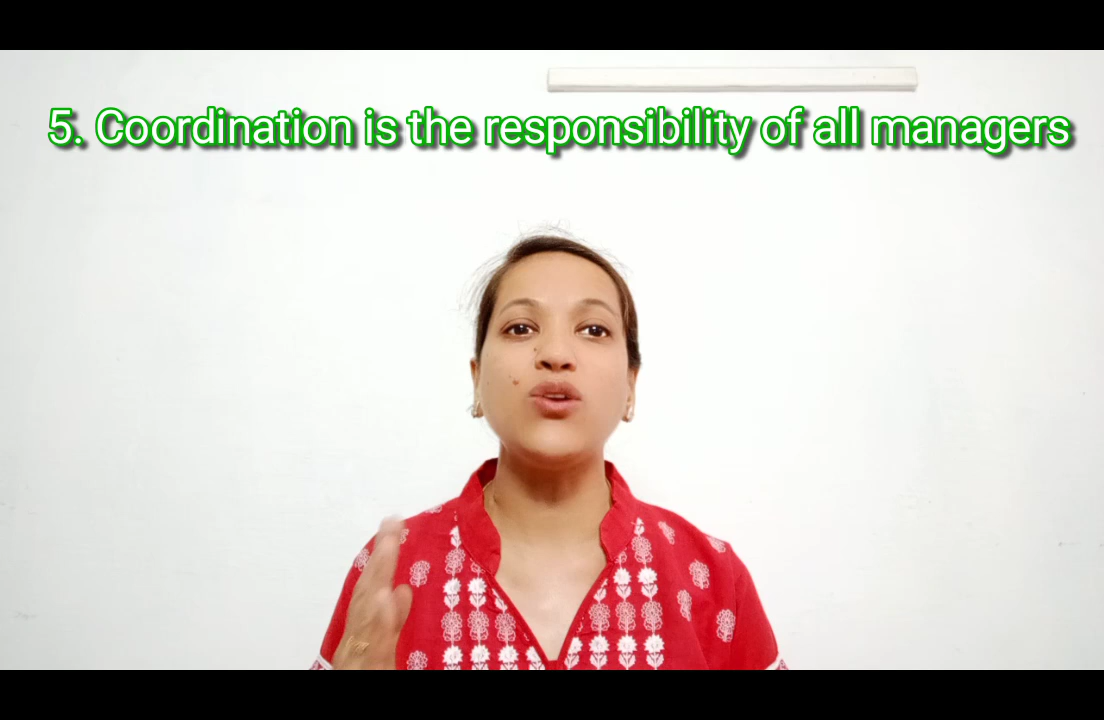 5. Coordination is the responsibility of all managers